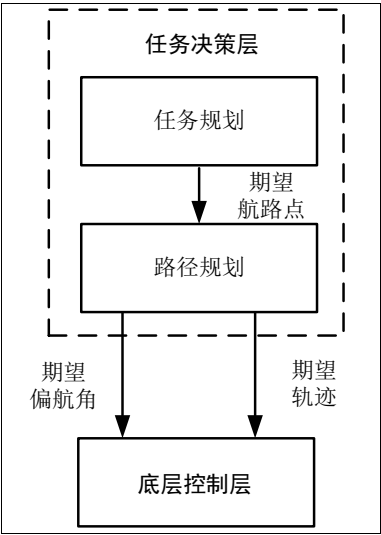 任务决策层
任务规划
期望
航路点
路径规划
期望
偏航角
期望
轨迹
底层控制层